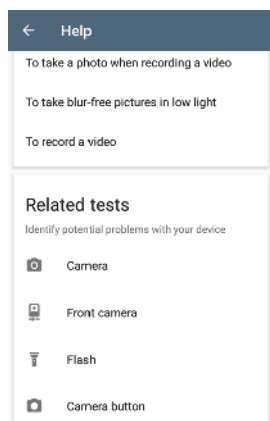 Help
To take a photo when recording a video
To take blur-free pictures in low light
To record a video
Related tests
Identify potential problems with your device
Camera
Front camera
Flash
Camera button